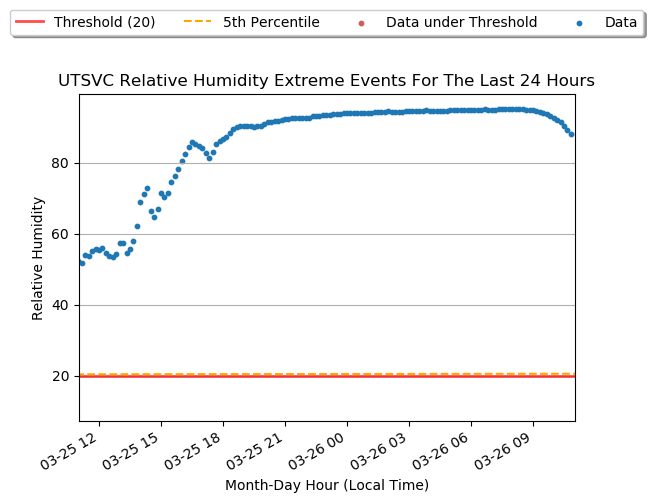 Threshold (20) 5th Percentile Data under Threshold Data
UTSVC Relative Humidity Extreme Events For The Last 24 Hours
80
60
40
20
Relative Humidity
03-25 12 03-25 15 03-25 18 03-25 21 03-26 00 03-26 03 03-26 06 03-26 09
Month-Day Hour (Local Time)